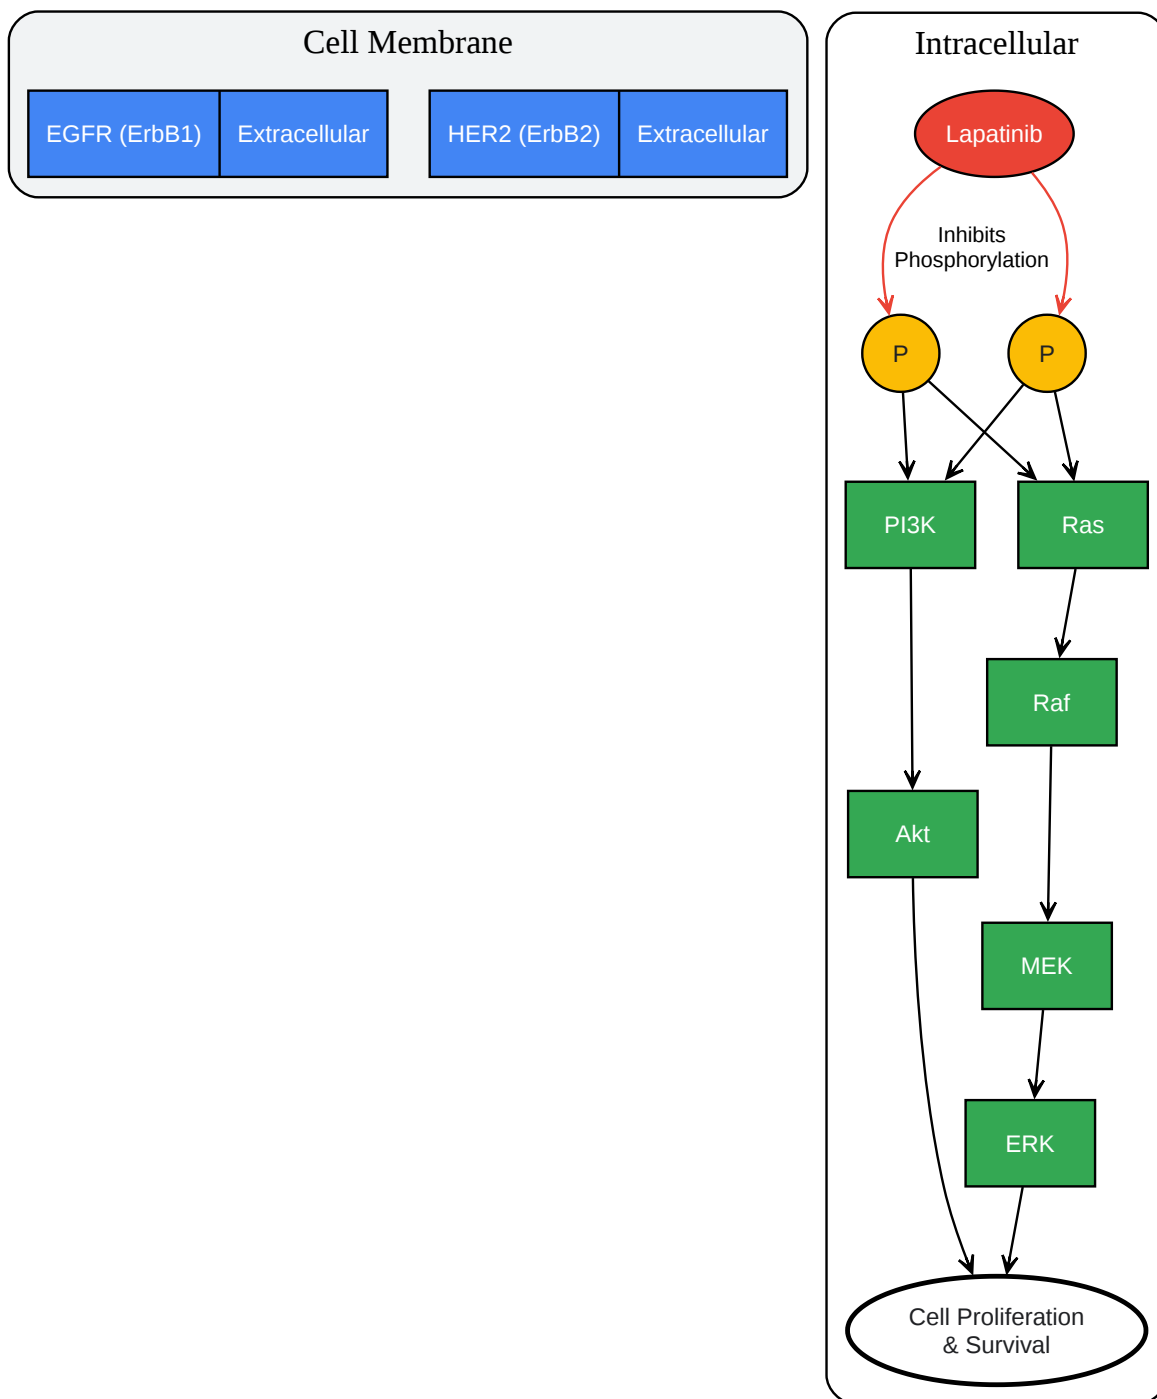 Cell Membrane
EGFR (ErbB1)
Extracellular
HER2 (ErbB2)
Extracellular
Intracellular
Lapatinib
Inhibits
Phosphorylation
P
P
PI3K
Ras
Raf
Akt
MEK
ERK
Cell Proliferation
& Survival